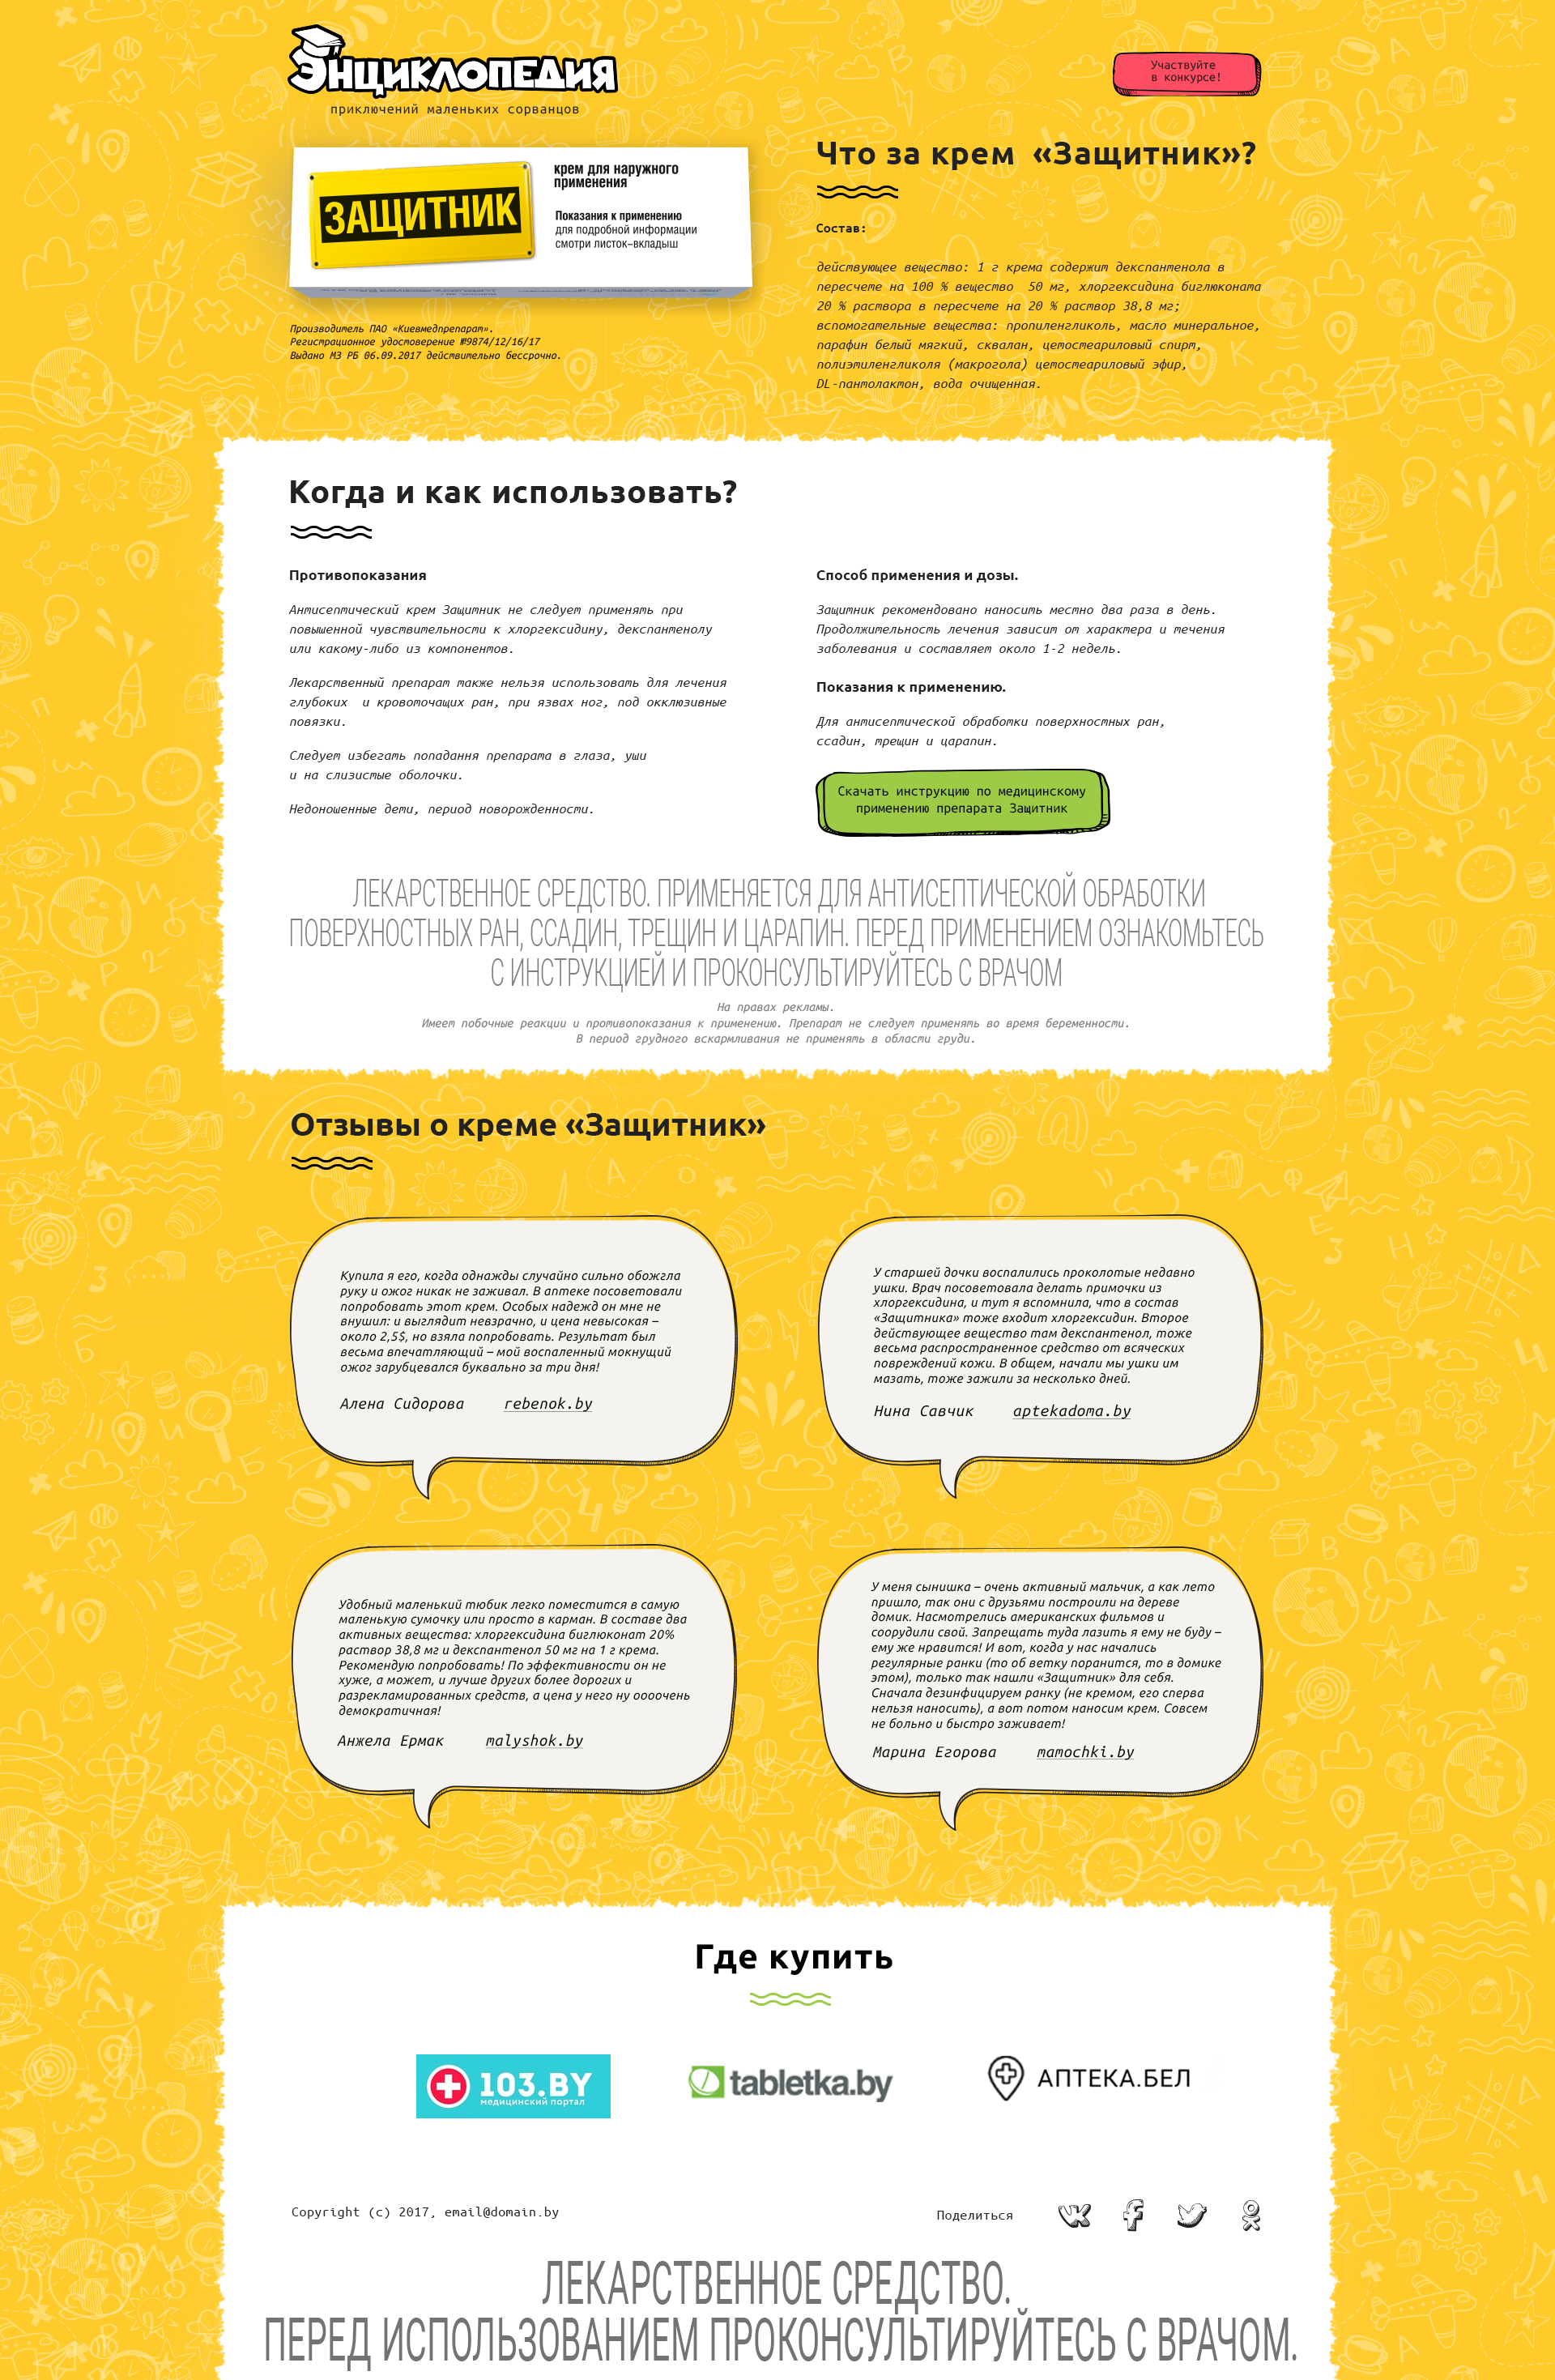 Энциклопедия
приключений маленьких сорванцов
Участвуйте
в конкурсе!
ЗАЩИТНИК
крем для наружного
применения
Показания к применению
для подробной информации
смотри листок-вкладыш
Производитель ПАО «Киевмедпрепарат».
Регистрационное удостоверение №9874/12/16/17
Выдано МЗ РБ 06.09.2017 действительно бессрочно.
Что за крем «Защитник»?
Состав:
действующее вещество: 1 г крема содержит декспантенола в
пересчете на 100 % вещество 50 мг, хлоргексидина биглюконата
20 % раствора в пересчете на 20 % раствор 38,8 мг;
вспомогательные вещества: пропиленгликоль, масло минеральное,
парафин белый мягкий, сквалан, цетостеариловый спирт,
полиэтиленгликоля (макрогола) цетостеариловый эфир,
DL-пантолактон, вода очищенная.
Когда и как использовать?
Противопоказания
Антисептический крем Защитник не следует применять при
повышенной чувствительности к хлоргексидину, декспантенолу
или какому-либо из компонентов.
Лекарственный препарат также нельзя использовать для лечения
глубоких и кровоточащих ран, при язвах ног, под окклюзивные
повязки.
Следует избегать попадання препарата в глаза, уши
и на слизистые оболочки.
Недоношенные дети, период новорожденности.
Способ применения и дозы.
Защитник рекомендовано наносить местно два раза в день.
Продолжительность лечения зависит от характера и течения
заболевания и составляет около 1-2 недель.
Показания к применению.
Для антисептической обработки поверхностных ран,
ссадин, трещин и царапин.
Скачать инструкцию по медицинскому
применению препарата Защитник
ЛЕКАРСТВЕННОЕ СРЕДСТВО. ПРИМЕНЯЕТСЯ ДЛЯ АНТИСЕПТИЧЕСКОЙ ОБРАБОТКИ
ПОВЕРХНОСТНЫХ РАН, ССАДИН, ТРЕЩИН И ЦАРАПИН. ПЕРЕД ПРИМЕНЕНИЕМ ОЗНАКОМЬТЕСЬ
С ИНСТРУКЦИЕЙ И ПРОКОНСУЛЬТИРУЙТЕСЬ С ВРАЧОМ
На правах рекламы.
Имеет побочные реакции и противопоказания к применению. Препарат не следует применять во время беременности.
В период грудного вскармливания не применять в области груди.
Отзывы о креме «Защитник»
Купила я его, когда однажды случайно сильно обожгла
руку и ожог никак не заживал. В аптеке посоветовали
попробовать этот крем. Особых надежд он мне не
внушил: и выглядит невзрачно, и цена невысокая –
около 2,5$, но взяла попробовать. Результат был
весьма впечатляющий – мой воспаленный мокнущий
ожог зарубцевался буквально за три дня!
Алена Сидорова rebenok.by
У старшей дочки воспалились проколотые недавно
ушки. Врач посоветовала делать примочки из
хлоргексидина, и тут я вспомнила, что в состав
«Защитника» тоже входит хлоргексидин. Второе
действующее вещество там декспантенол, тоже
весьма распространенное средство от всяческих
повреждений кожи. В общем, начали мы ушки им
мазать, тоже зажили за несколько дней.
Нина Савчик aptekadoma.by
Удобный маленький тюбик легко поместится в самую
маленькую сумочку или просто в карман. В составе два
активных вещества: хлоргексидина биглюконат 20%
раствор 38,8 мг и декспантенол 50 мг на 1 г крема.
Рекомендую попробовать! По эффективности он не
хуже, а может, и лучше других более дорогих и
разрекламированных средств, а цена у него ну оооочень
демократичная!
Анжела Ермак malyshok.by
У меня сынишка – очень активный мальчик, а как лето
пришло, так они с друзьями построили на дереве
домик. Насмотрелись американских фильмов и
соорудили свой. Запрещать туда лазить я ему не буду –
ему же нравится! И вот, когда у нас начались
регулярные ранки (то об ветку поранится, то в домике
этом), только так нашли «Защитник» для себя.
Сначала дезинфицируем ранку (не кремом, его сперва
нельзя наносить), а вот потом наносим крем. Совсем
не больно и быстро заживает!
Марина Егорова mamochki.by
Где купить
103.BY
медицинский портал
tabletka.by
АПТЕКА.БЕЛ
Copyright (c) 2017, email@domain.by
Поделиться
ЛЕКАРСТВЕННОЕ СРЕДСТВО.
ПЕРЕД ИСПОЛЬЗОВАНИЕМ ПРОКОНСУЛЬТИРУЙТЕСЬ С ВРАЧОМ.